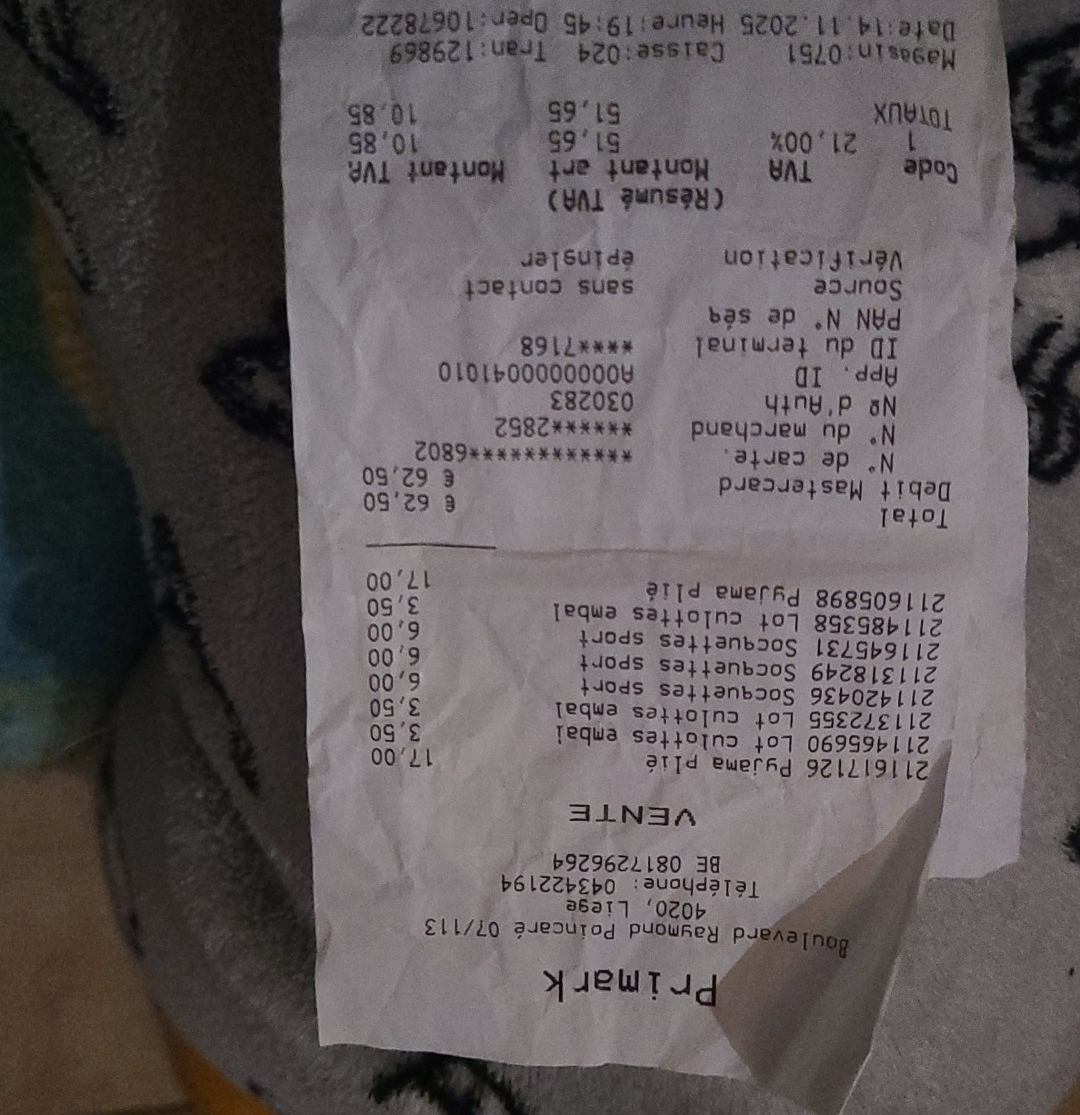 Primark
Boulevard Raymond Poincaré 07/113
4020, Liege
Téléphone: 043422194
BE 0817296264
VENTE
211617126 Pyjama plié 17,00
211465690 Lot culottes embal 3,50
211372355 Lot culottes embal 3,50
211420436 Socquettes sport 6,00
211318249 Socquettes sport 6,00
211645731 Socquettes sport 6,00
211485358 Lot culottes embal 3,50
211605898 Pyjama plié 17,00
Total € 62,50
Debit Mastercard € 62,50
N° de carte. ************6802
N° du marchand ******2852
Nº d'Auth 030283
App. ID A0000000041010
ID du terminal ****7168
PAN N° de séq
Source sans contact
Vérification épingler
(Résumé TVA)
Code TVA Montant art Montant TVA
1 21,00% 51,65 10,85
TOTAUX 51,65 10,85
Magasin:0751 Caisse:024 Tran:129869
Date:14.11.2025 Heure:19:45 Oper:10678222